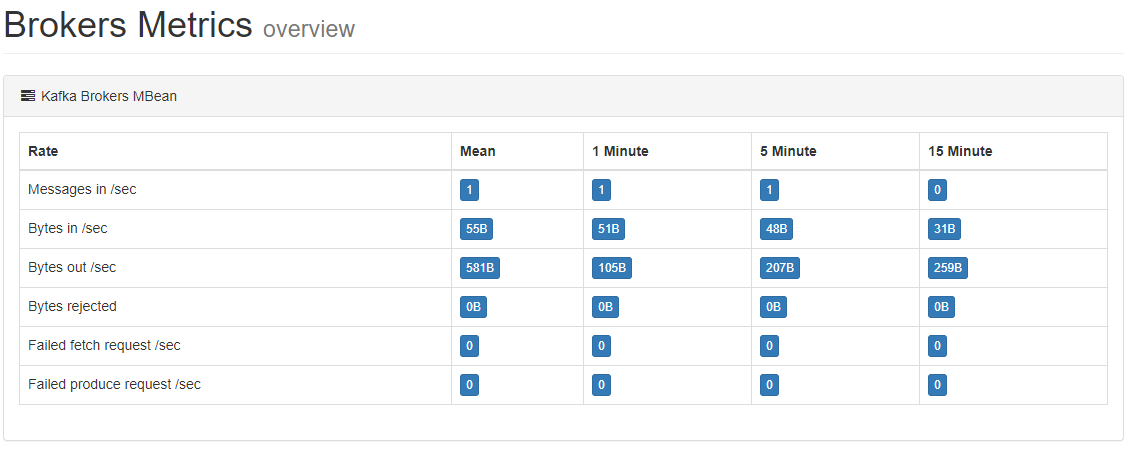 Brokers Metrics overview
Kafka Brokers MBean
Rate Mean 1 Minute 5 Minute 15 Minute
Messages in /sec 1 1 1 0
Bytes in /sec 55B 51B 48B 31B
Bytes out /sec 581B 105B 207B 259B
Bytes rejected 0B 0B 0B 0B
Failed fetch request /sec 0 0 0 0
Failed produce request /sec 0 0 0 0